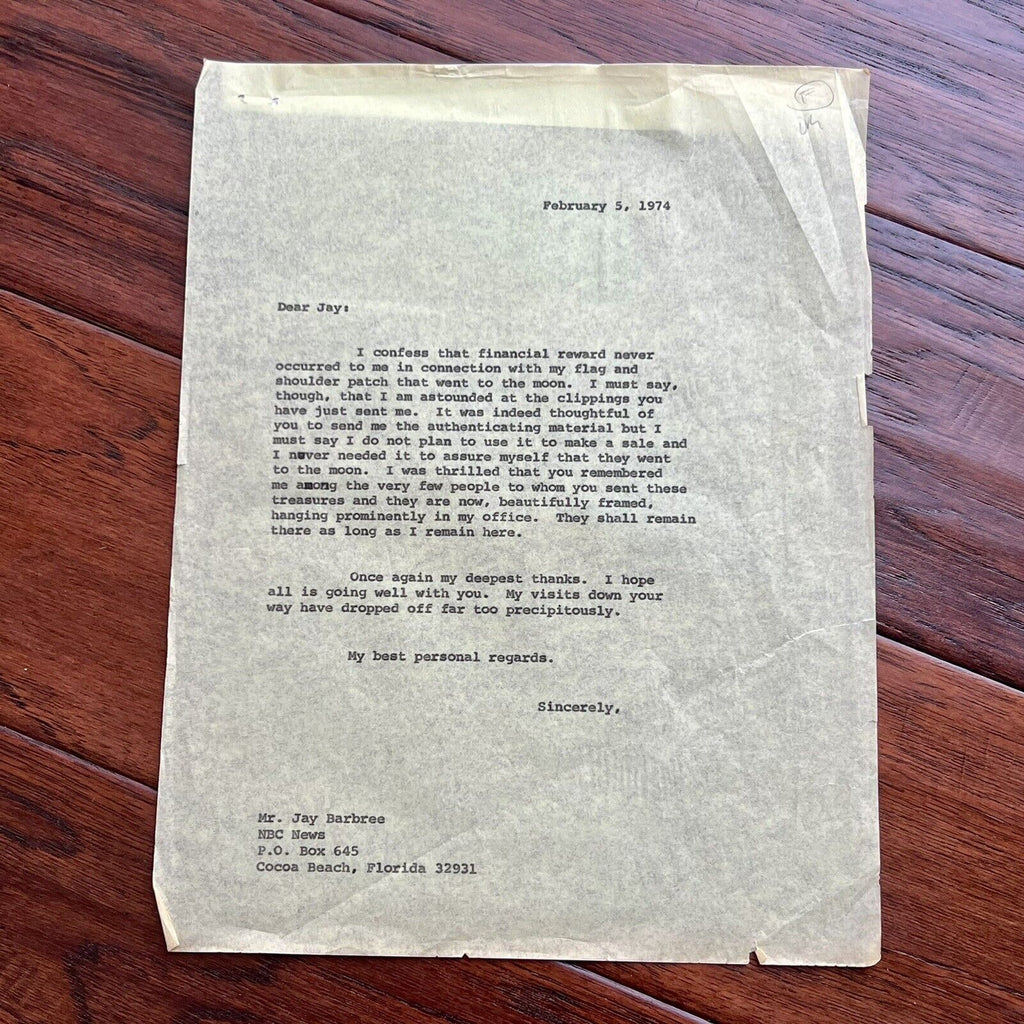 February 5, 1974
Dear Jay:
I confess that financial reward never
occurred to me in connection with my flag and
shoulder patch that went to the moon. I must say,
though, that I am astounded at the clippings you
have just sent me. It was indeed thoughtful of
you to send me the authenticating material but I
must say I do not plan to use it to make a sale and
I never needed it to assure myself that they went
to the moon. I was thrilled that you remembered
me among the very few people to whom you sent these
treasures and they are now, beautifully framed,
hanging prominently in my office. They shall remain
there as long as I remain here.
Once again my deepest thanks. I hope
all is going well with you. My visits down your
way have dropped off far too precipitously.
My best personal regards.
Sincerely,
Mr. Jay Barbree
NBC News
P.O. Box 645
Cocoa Beach, Florida 32931